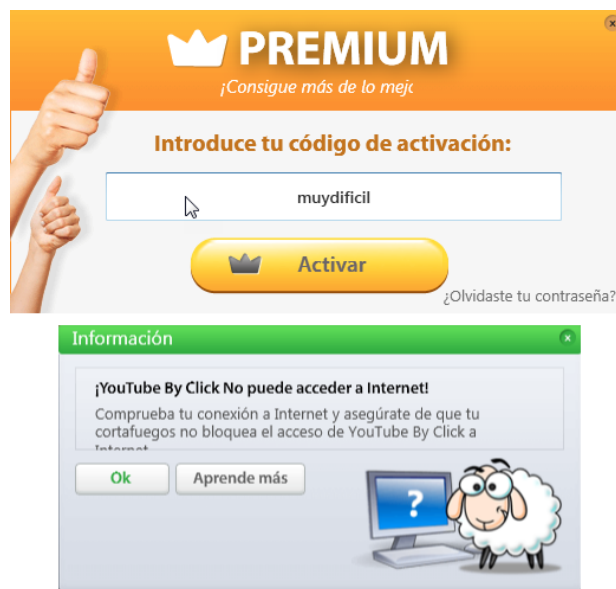 PREMIUM
¡Consigue más de lo mejc
Introduce tu código de activación:
muydificil
Activar
¿Olvidaste tu contraseña?
Información
¡YouTube By Click No puede acceder a Internet!
Comprueba tu conexión a Internet y asegúrate de que tu
cortafuegos no bloquea el acceso de YouTube By Click a
Internet
Ok
Aprende más
?